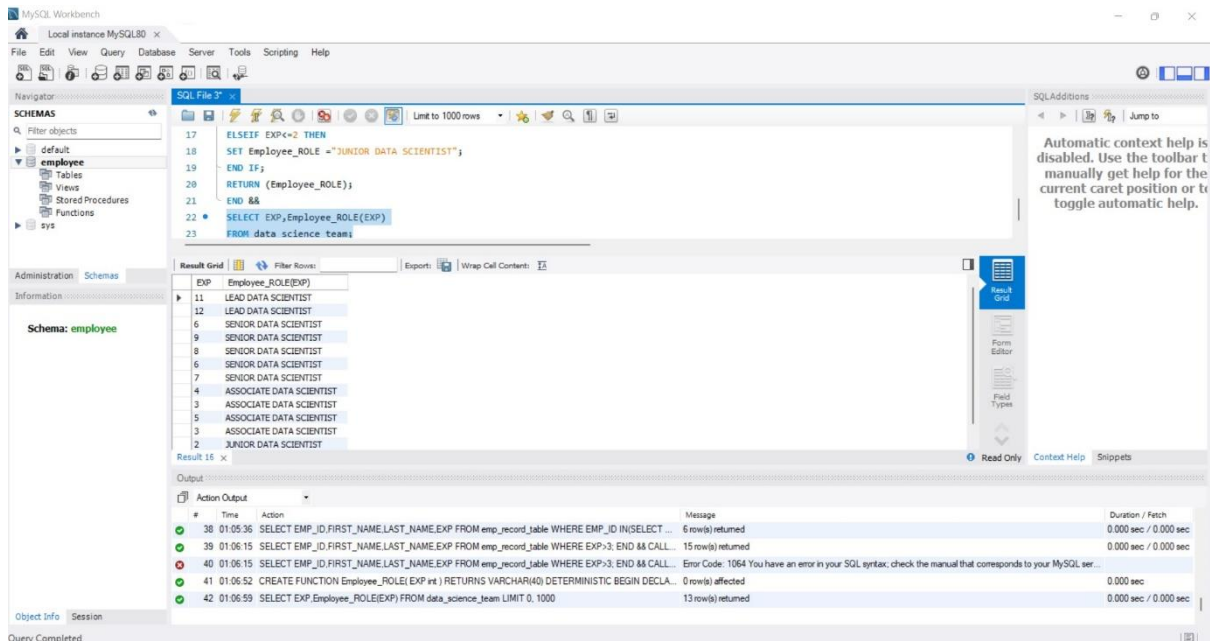 MySQL Workbench
Local instance MySQL80
File Edit View Query Database Server Tools Scripting Help
Navigator
SCHEMAS
Filter objects
default
employee
Tables
Views
Stored Procedures
Functions
sys
Administration Schemas
Information
Schema: employee
Object Info Session
Query Completed
SQL File 3*
Limit to 1000 rows
17 ELSEIF EXP<=2 THEN
18 SET Employee_ROLE ="JUNIOR DATA SCIENTIST";
19 END IF;
20 RETURN (Employee_ROLE);
21 END &&
22 SELECT EXP,Employee_ROLE(EXP)
23 FROM data_science_team;
Result Grid Filter Rows: Export: Wrap Cell Content:
EXP Employee_ROLE(EXP)
11 LEAD DATA SCIENTIST
12 LEAD DATA SCIENTIST
6 SENIOR DATA SCIENTIST
9 SENIOR DATA SCIENTIST
8 SENIOR DATA SCIENTIST
6 SENIOR DATA SCIENTIST
7 SENIOR DATA SCIENTIST
4 ASSOCIATE DATA SCIENTIST
3 ASSOCIATE DATA SCIENTIST
5 ASSOCIATE DATA SCIENTIST
3 ASSOCIATE DATA SCIENTIST
2 JUNIOR DATA SCIENTIST
Result Grid
Form Editor
Field Types
Result 16
Read Only
SQLAdditions
Jump to
Automatic context help is
disabled. Use the toolbar t
manually get help for the
current caret position or to
toggle automatic help.
Context Help Snippets
Output
Action Output
# Time Action Message Duration / Fetch
38 01:05:36 SELECT EMP_ID,FIRST_NAME,LAST_NAME,EXP FROM emp_record_table WHERE EMP_ID IN(SELECT ... 6 row(s) returned 0.000 sec / 0.000 sec
39 01:06:15 SELECT EMP_ID,FIRST_NAME,LAST_NAME,EXP FROM emp_record_table WHERE EXP>3; END && CALL... 15 row(s) returned 0.000 sec / 0.000 sec
40 01:06:15 SELECT EMP_ID,FIRST_NAME,LAST_NAME,EXP FROM emp_record_table WHERE EXP>3; END && CALL... Error Code: 1064 You have an error in your SQL syntax; check the manual that corresponds to your MySQL ser...
41 01:06:52 CREATE FUNCTION Employee_ROLE( EXP int ) RETURNS VARCHAR(40) DETERMINISTIC BEGIN DECLA... 0 row(s) affected 0.000 sec
42 01:06:59 SELECT EXP,Employee_ROLE(EXP) FROM data_science_team LIMIT 0, 1000 13 row(s) returned 0.000 sec / 0.000 sec